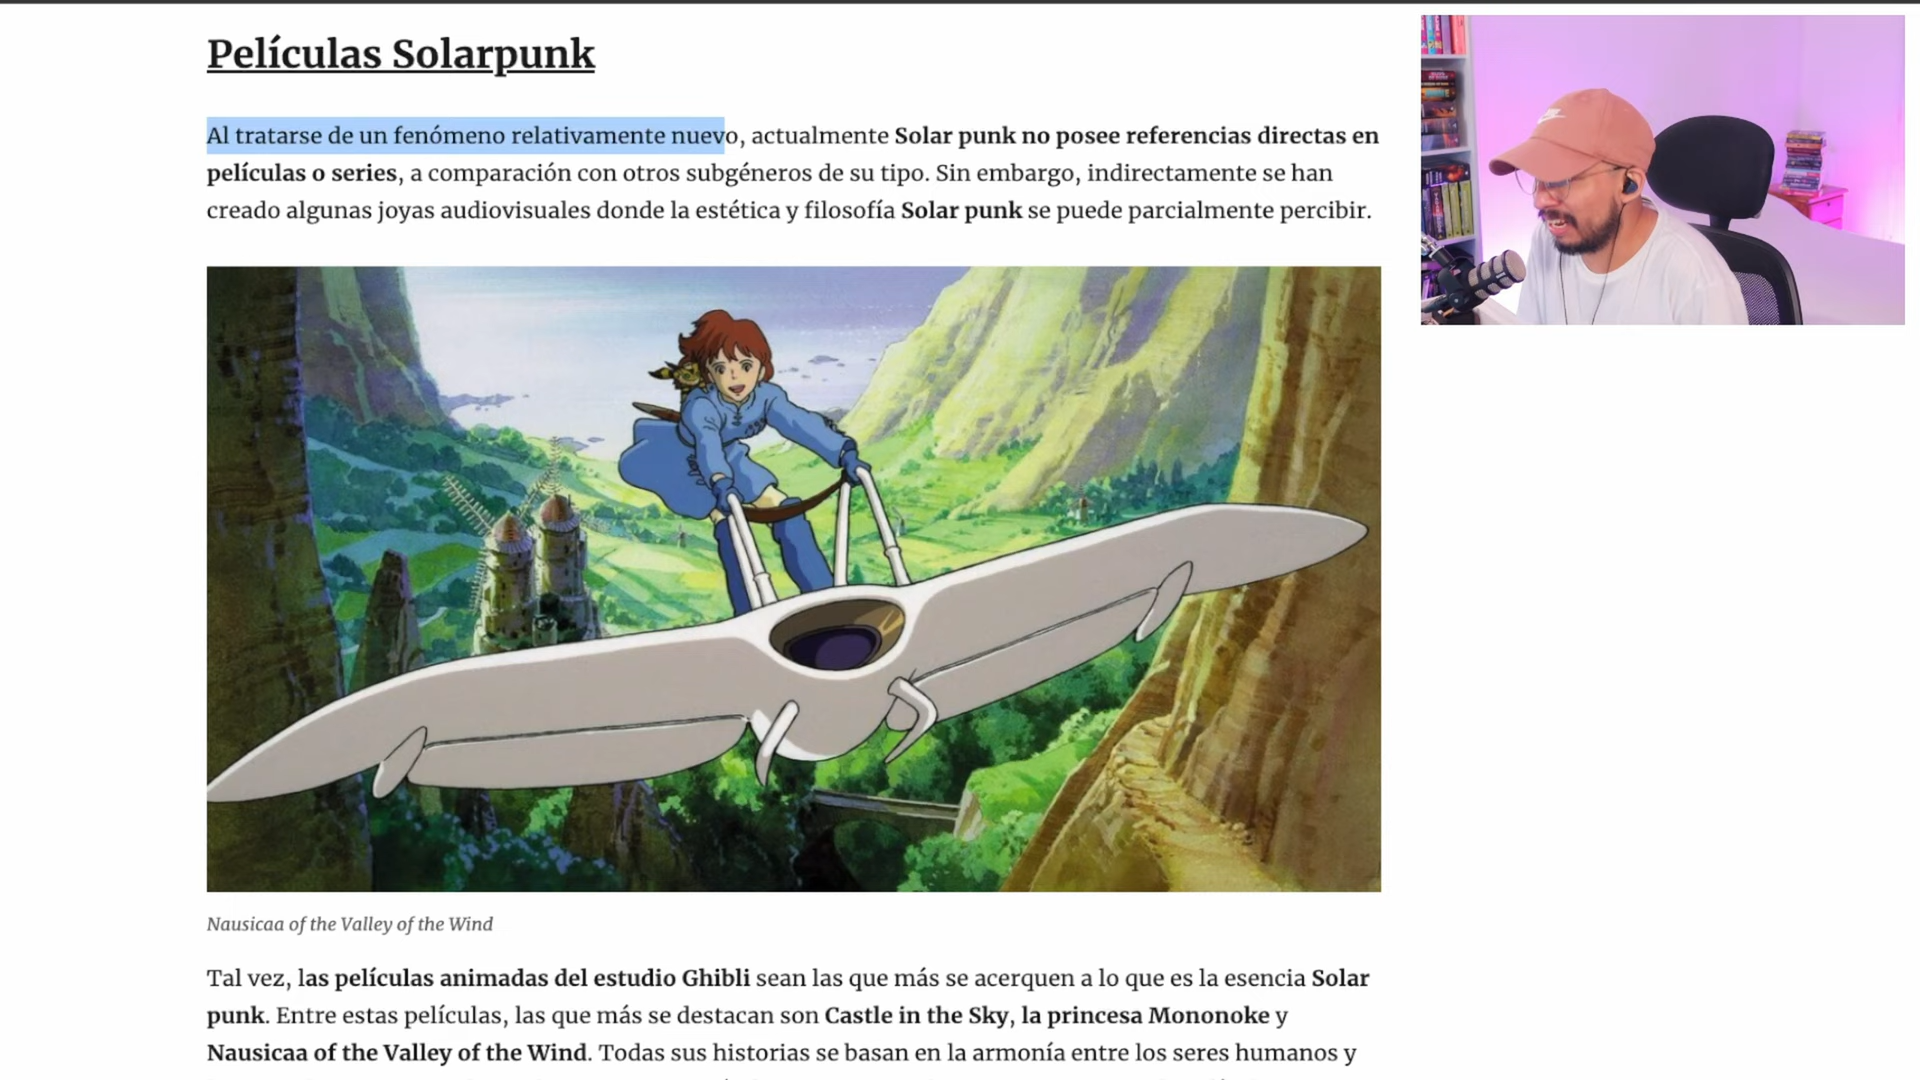 Películas Solarpunk
Al tratarse de un fenómeno relativamente nuevo, actualmente Solar punk no posee referencias directas en
películas o series, a comparación con otros subgéneros de su tipo. Sin embargo, indirectamente se han
creado algunas joyas audiovisuales donde la estética y filosofía Solar punk se puede parcialmente percibir.
Nausicaa of the Valley of the Wind
Tal vez, las películas animadas del estudio Ghibli sean las que más se acerquen a lo que es la esencia Solar
punk. Entre estas películas, las que más se destacan son Castle in the Sky, la princesa Mononoke y
Nausicaa of the Valley of the Wind. Todas sus historias se basan en la armonía entre los seres humanos y